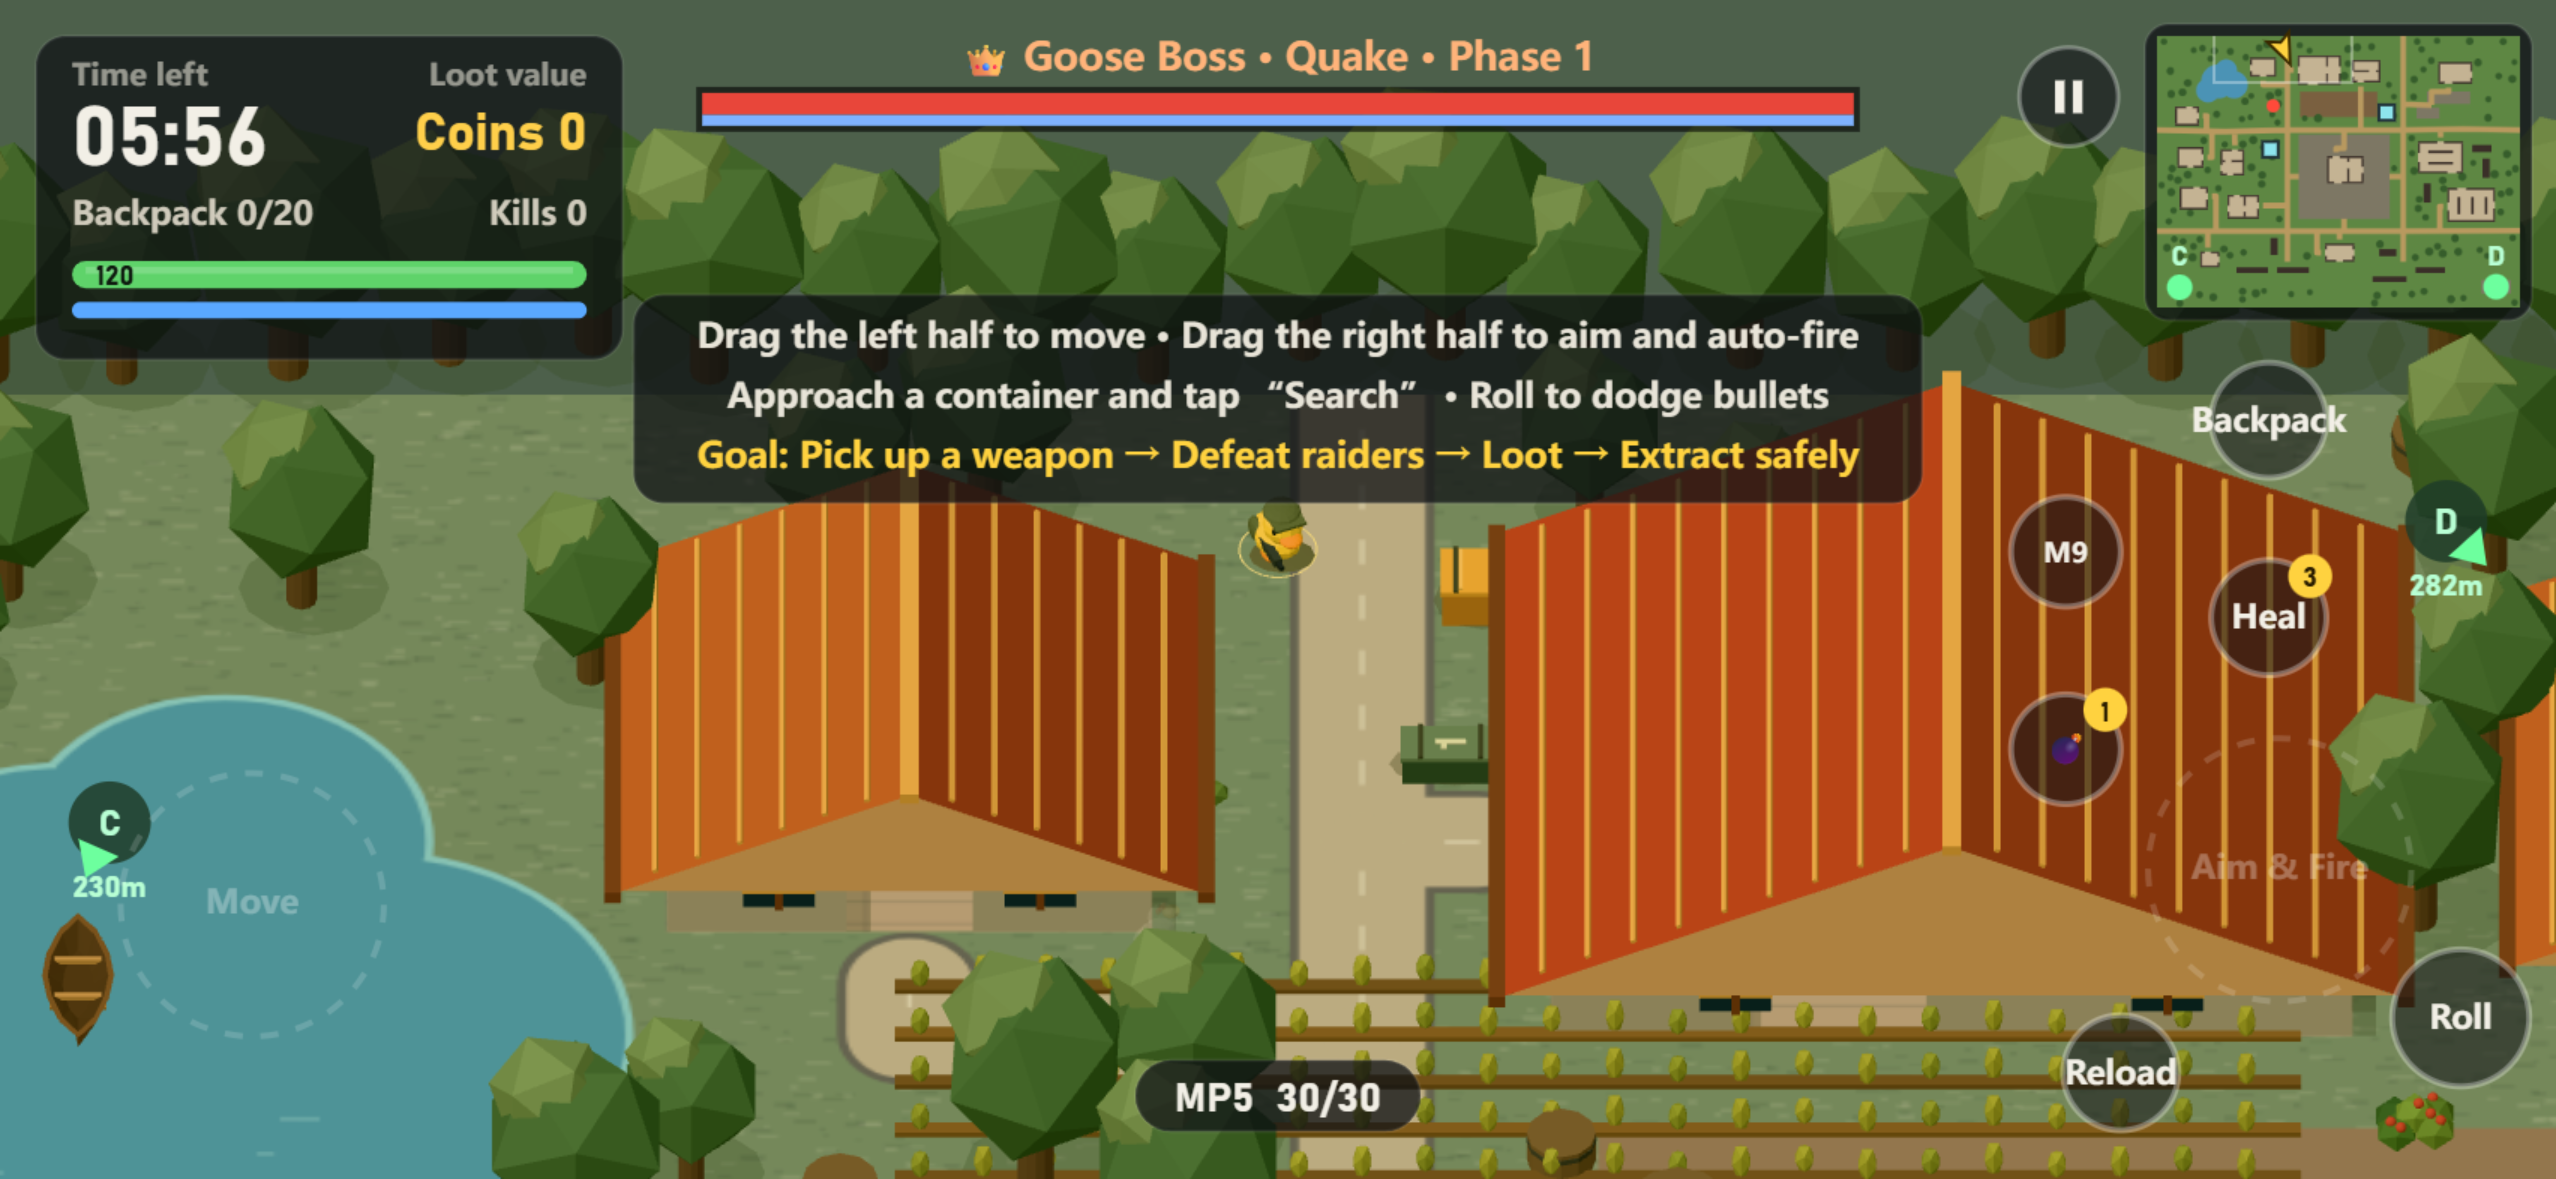 Time left
Loot value
05:56
Coins 0
Backpack 0/20
Kills 0
120
Goose Boss • Quake • Phase 1
C
D
Drag the left half to move • Drag the right half to aim and auto-fire
Approach a container and tap “Search” • Roll to dodge bullets
Goal: Pick up a weapon → Defeat raiders → Loot → Extract safely
Backpack
M9
D
282m
3
Heal
1
C
230m
Move
Aim & Fire
Roll
Reload
MP5 30/30